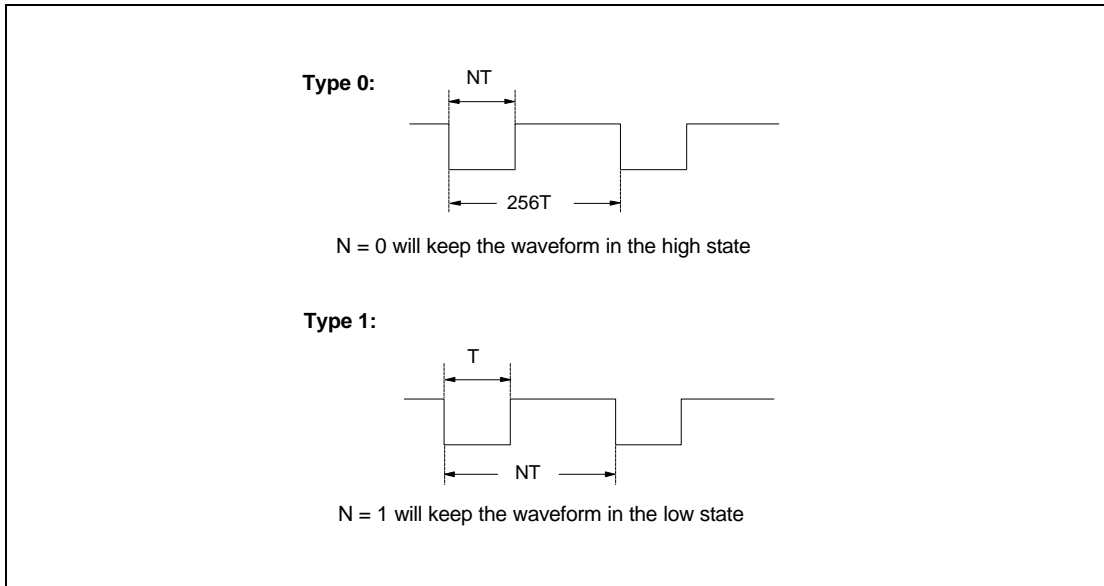 Type 0:
NT
256T
N = 0 will keep the waveform in the high state
Type 1:
T
NT
N = 1 will keep the waveform in the low state